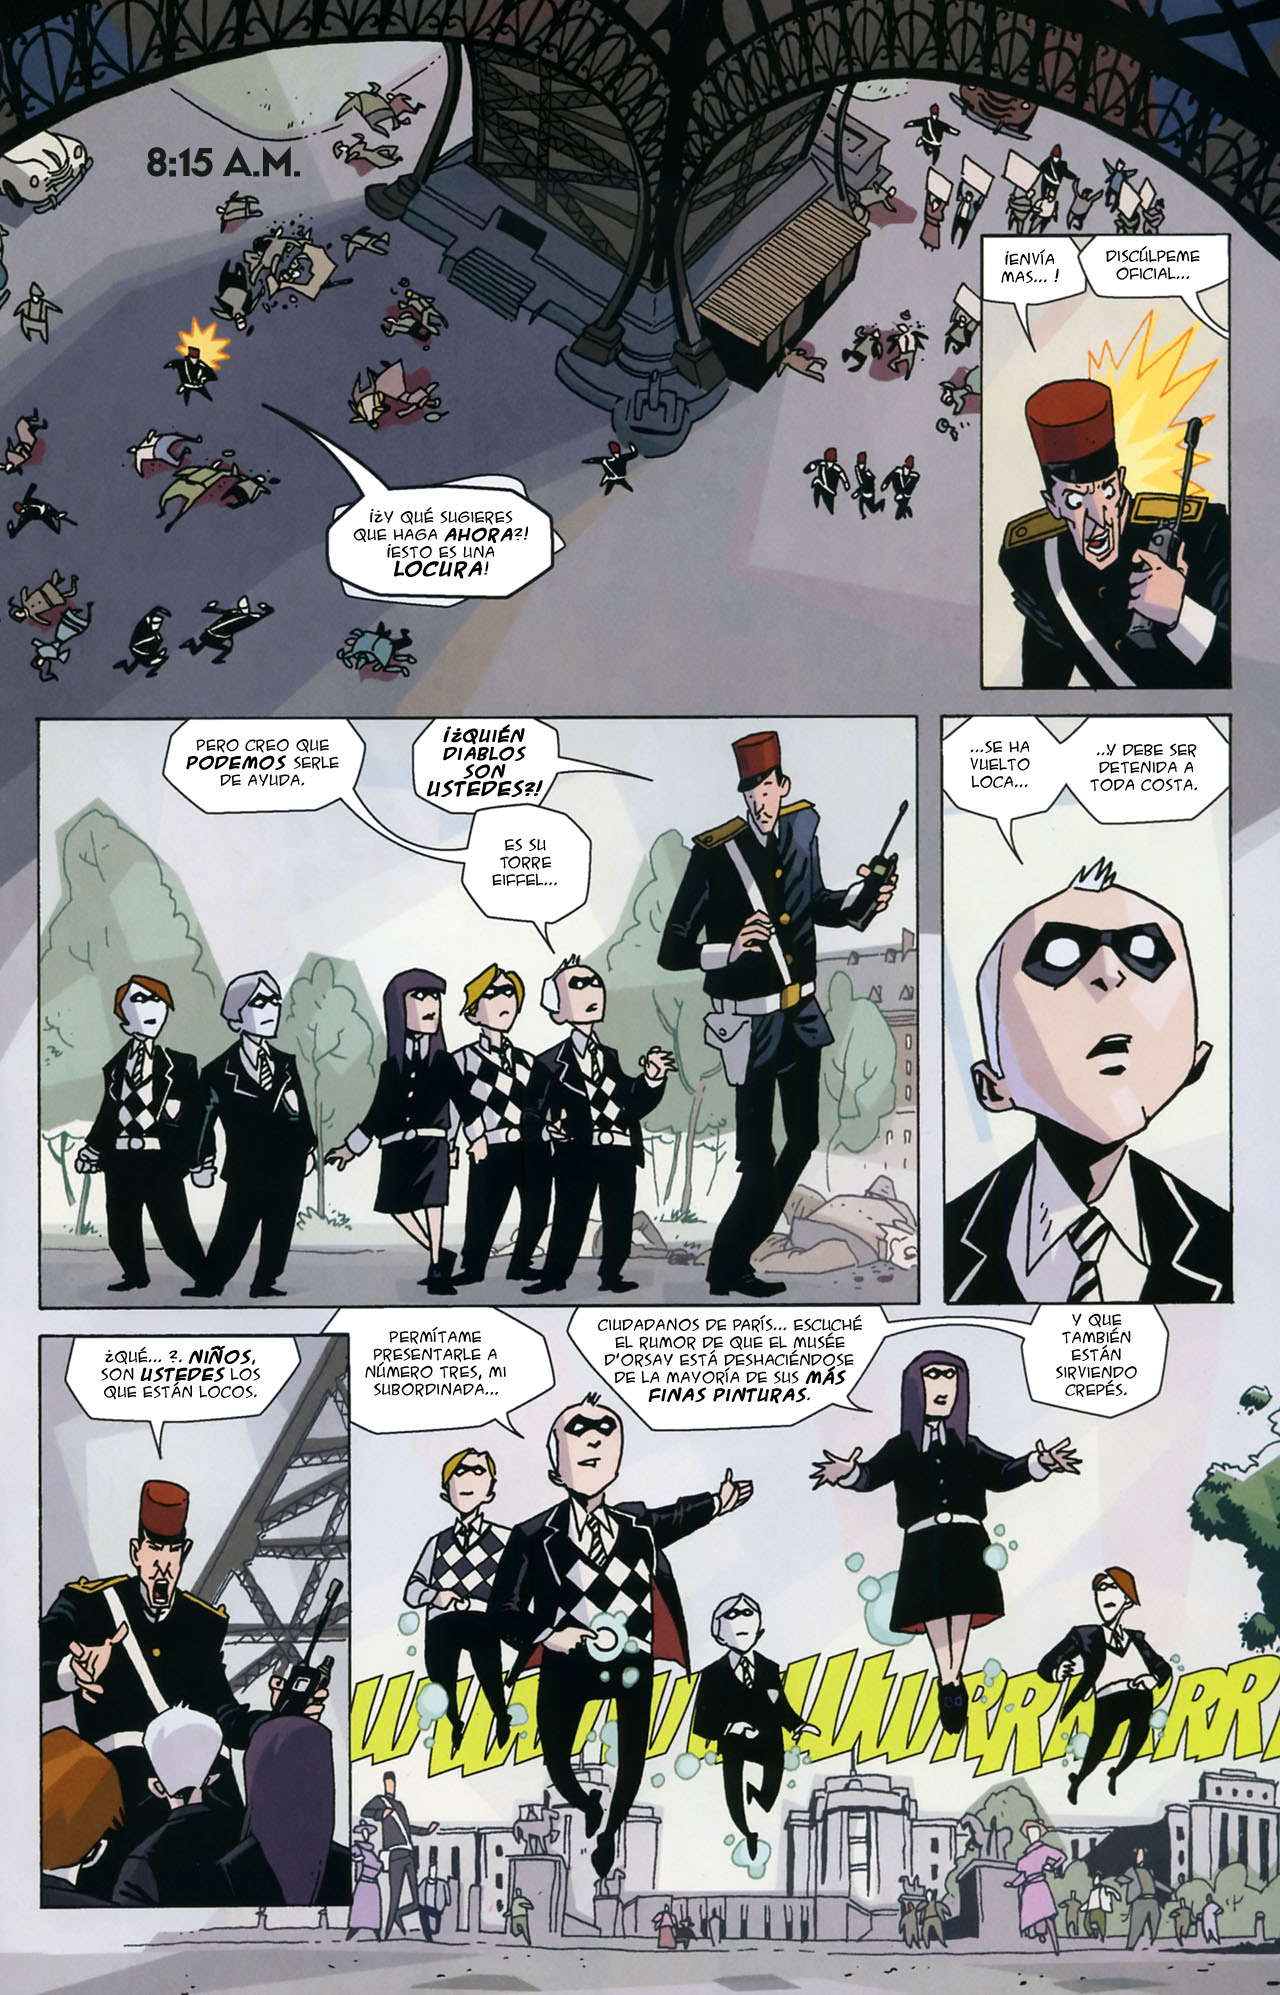 8:15 A.M.
¡¿Y QUÉ SUGIERES
QUE HAGA AHORA?!
¡ESTO ES UNA
LOCURA!
¡ENVÍA
MAS... !
DISCÚLPEME
OFICIAL...
PERO CREO QUE
PODEMOS SERLE
DE AYUDA.
¡¿QUIÉN
DIABLOS
SON
USTEDES?!
ES SU
TORRE
EIFFEL...
...SE HA
VUELTO
LOCA...
...Y DEBE SER
DETENIDA A
TODA COSTA.
¿QUÉ... ?. NIÑOS,
SON USTEDES LOS
QUE ESTÁN LOCOS.
PERMÍTAME
PRESENTARLE A
NÚMERO TRES, MI
SUBORDINADA...
CIUDADANOS DE PARÍS... ESCUCHÉ
EL RUMOR DE QUE EL MUSÉE
D'ORSAY ESTÁ DESHACIÉNDOSE
DE LA MAYORÍA DE SUS MÁS
FINAS PINTURAS.
Y QUE
TAMBIÉN
ESTÁN
SIRVIENDO
CREPÉS.